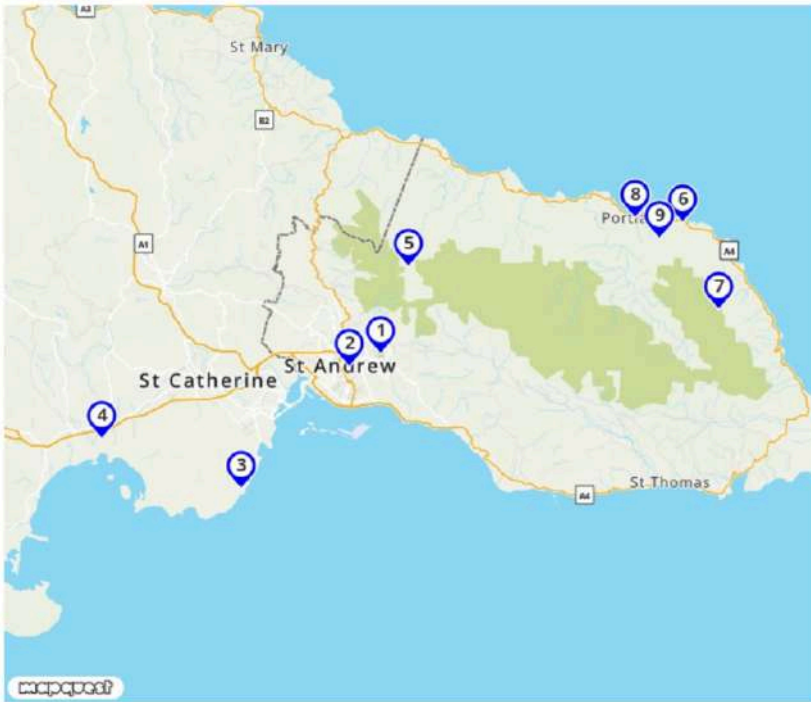 A3
St Mary
B2
8
6
Portla
9
A1
5
A4
7
1
2
St Andrew
St Catherine
4
3
St Thomas
A4
mapquest